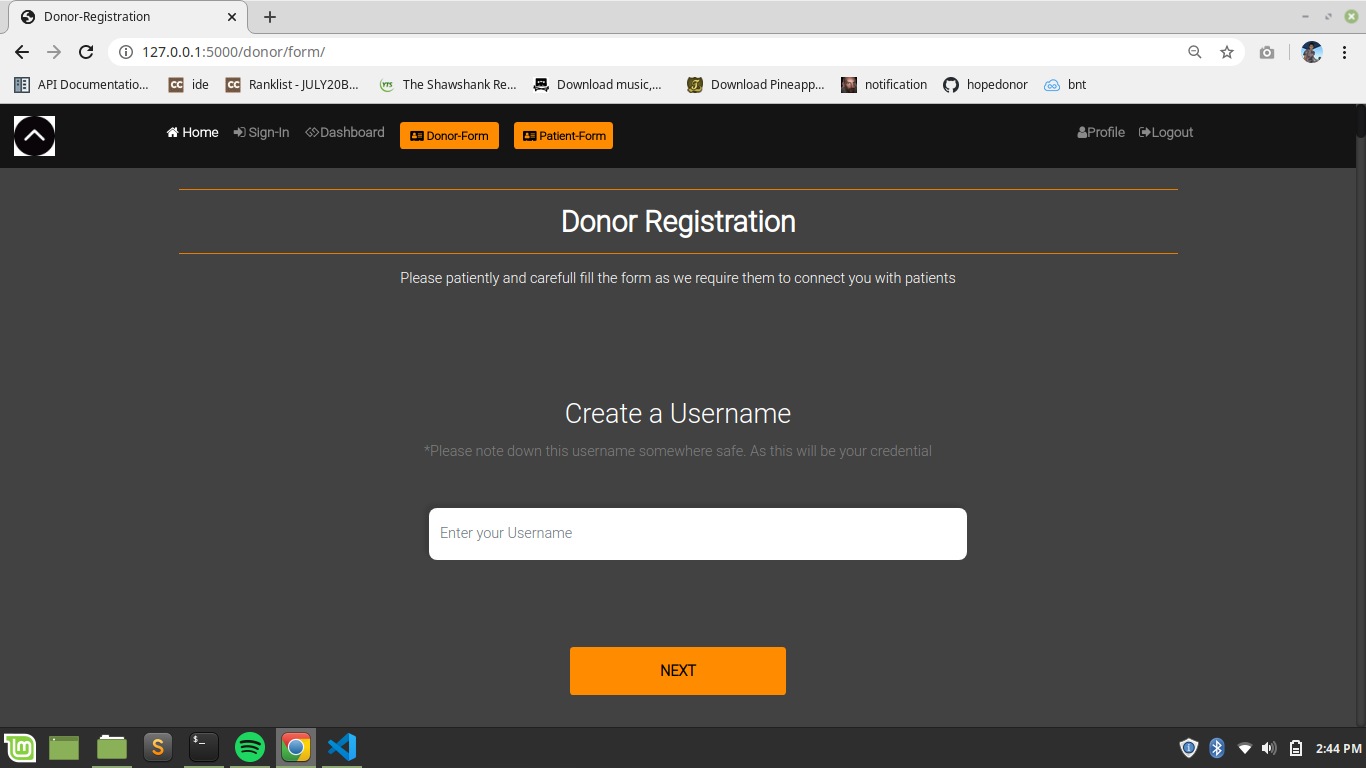 Donor-Registration
127.0.0.1:5000/donor/form/
API Documentatio... ide Ranklist - JULY20B... The Shawshank Re... Download music,... Download Pineapp... notification hopedonor bnt
Home Sign-In Dashboard Donor-Form Patient-Form Profile Logout
Donor Registration
Please patiently and carefull fill the form as we require them to connect you with patients
Create a Username
*Please note down this username somewhere safe. As this will be your credential
Enter your Username
NEXT
2:44 PM